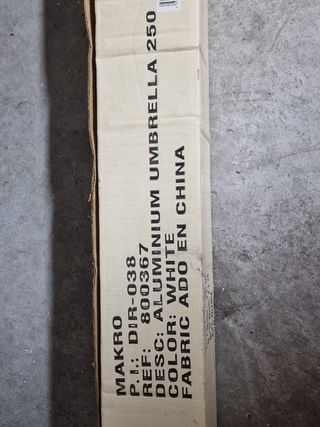 MAKRO
P.I.: DIR-038
REF: 800367
DESC: ALUMINIUM UMBRELLA 250
COLOR: WHITE
FABRIC ADO EN CHINA